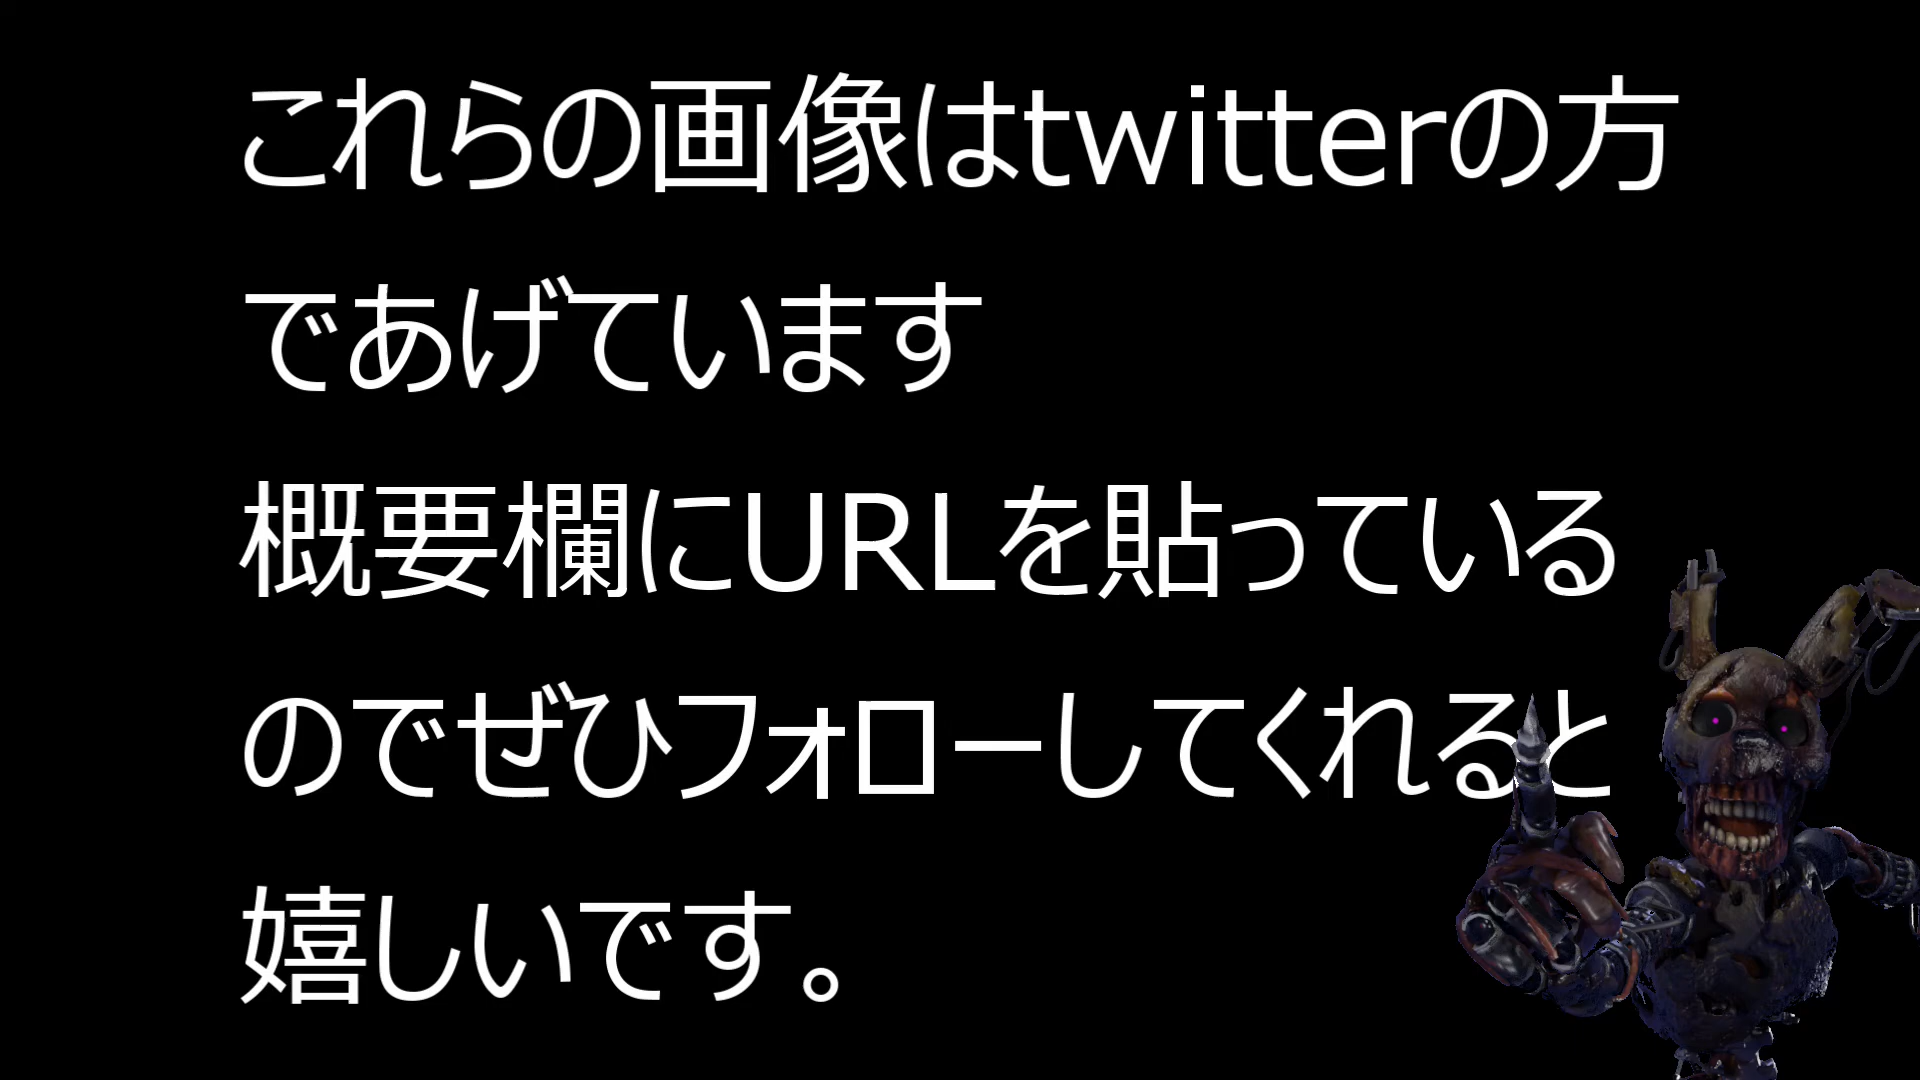 これらの画像はtwitterの方
であげています
概要欄にURLを貼っている
のでぜひフォローしてくれると
嬉しいです。